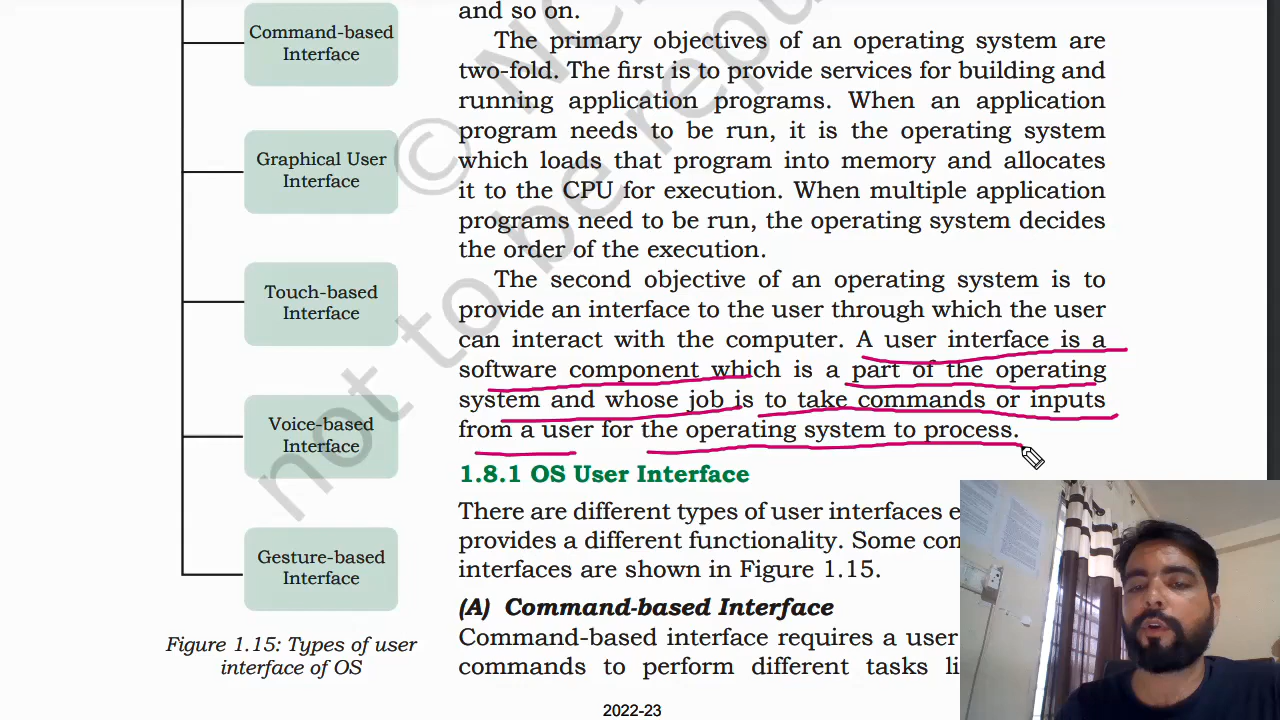 Command-based
Interface
Graphical User
Interface
Touch-based
Interface
Voice-based
Interface
Gesture-based
Interface
Figure 1.15: Types of user
interface of OS
and so on.
The primary objectives of an operating system are
two-fold. The first is to provide services for building and
running application programs. When an application
program needs to be run, it is the operating system
which loads that program into memory and allocates
it to the CPU for execution. When multiple application
programs need to be run, the operating system decides
the order of the execution.
The second objective of an operating system is to
provide an interface to the user through which the user
can interact with the computer. A user interface is a
software component which is a part of the operating
system and whose job is to take commands or inputs
from a user for the operating system to process.
1.8.1 OS User Interface
There are different types of user interfaces e
provides a different functionality. Some com
interfaces are shown in Figure 1.15.
(A) Command-based Interface
Command-based interface requires a user
commands to perform different tasks li
2022-23
© NC
not to be repu